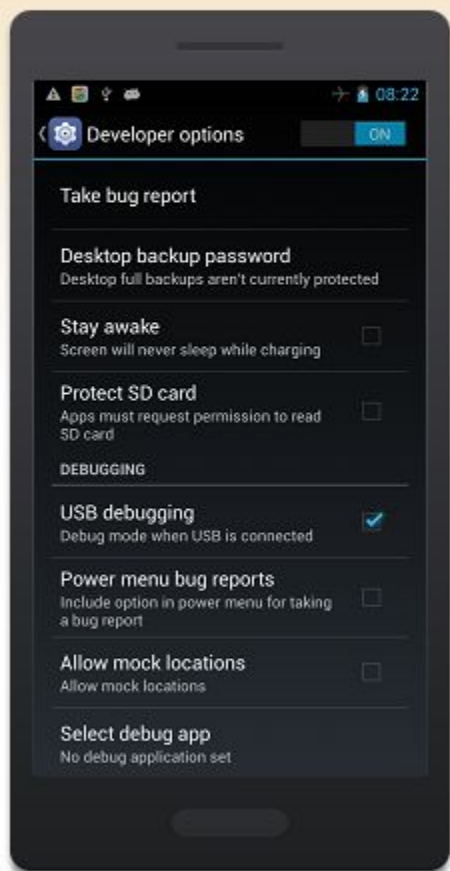 08:22
Developer options
ON
Take bug report
Desktop backup password
Desktop full backups aren't currently protected
Stay awake
Screen will never sleep while charging
Protect SD card
Apps must request permission to read
SD card
DEBUGGING
USB debugging
Debug mode when USB is connected
Power menu bug reports
Include option in power menu for taking
a bug report
Allow mock locations
Allow mock locations
Select debug app
No debug application set